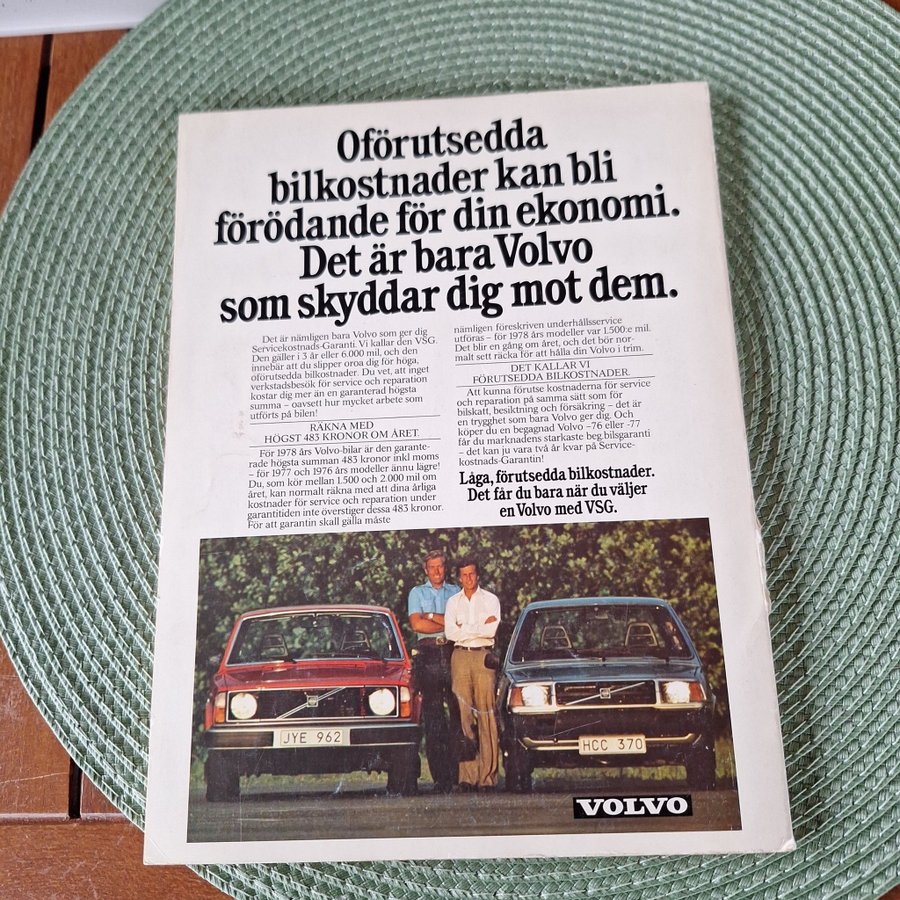 Oförutsedda
bilkostnader kan bli
förödande för din ekonomi.
Det är bara Volvo
som skyddar dig mot dem.
Det är nämligen bara Volvo som ger dig
Servicekostnads-Garanti. Vi kallar den VSG.
Den gäller i 3 år eller 6.000 mil, och den
innebär att du slipper oroa dig för höga,
oförutsedda bilkostnader. Du vet, att inget
verkstadsbesök för service och reparation
kostar dig mer än en garanterad högsta
summa – oavsett hur mycket arbete som
utförts på bilen!
RÄKNA MED
HÖGST 483 KRONOR OM ÅRET.
För 1978 års Volvo-bilar är den garante-
rade högsta summan 483 kronor inkl moms
– för 1977 och 1976 års modeller ännu lägre!
Du, som kör mellan 1.500 och 2.000 mil om
året, kan normalt räkna med att dina årliga
kostnader för service och reparation under
garantitiden inte överstiger dessa 483 kronor.
För att garantin skall gälla måste
nämligen föreskriven underhållsservice
utföras – för 1978 års modeller var 1.500:e mil.
Det blir en gång om året, och det bör nor-
malt sett räcka för att hålla din Volvo i trim.
DET KALLAR VI
FÖRUTSEDDA BILKOSTNADER.
Att kunna förutse kostnaderna för service
och reparation på samma sätt som för
bilskatt, besiktning och försäkring – det är
en trygghet som bara Volvo ger dig. Och
köper du en begagnad Volvo -76 eller -77
får du marknadens starkaste beg.bilsgaranti
– det kan ju vara två år kvar på Service-
kostnads-Garantin!
Låga, förutsedda bilkostnader.
Det får du bara när du väljer
en Volvo med VSG.
JYE 962
HCC 370
VOLVO